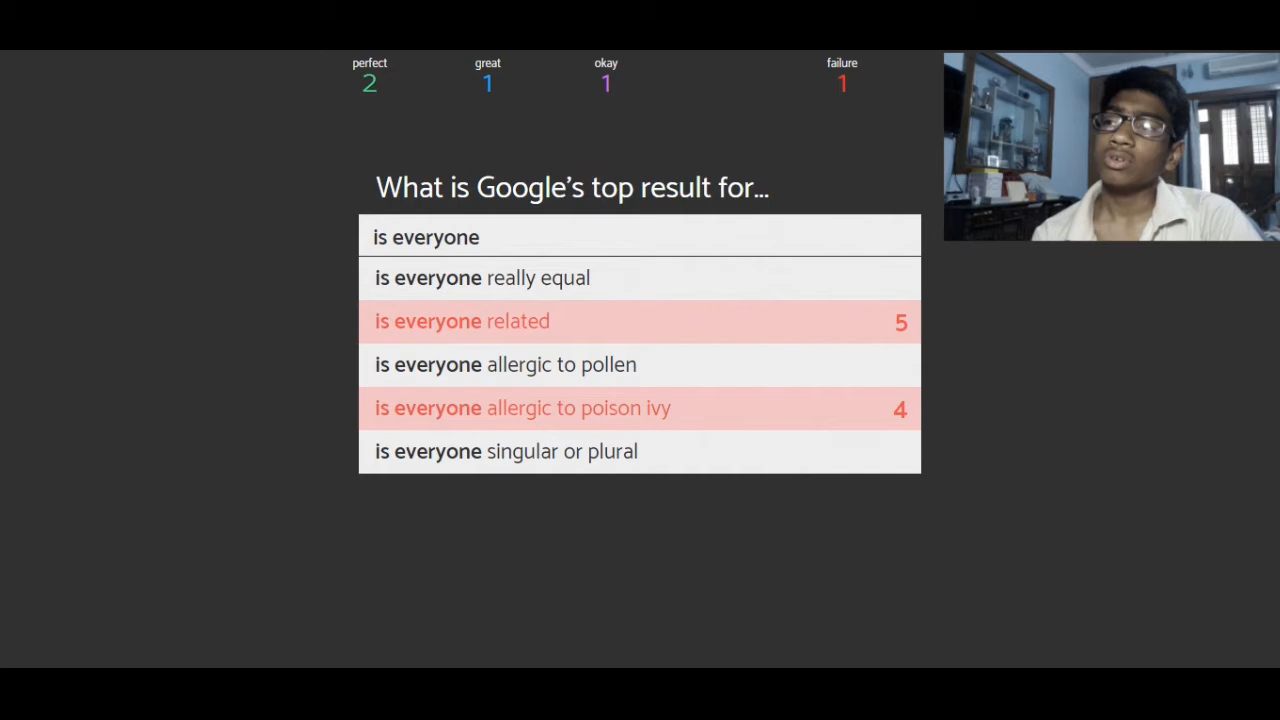 perfect great okay failure
2 1 1 1
What is Google's top result for...
is everyone
is everyone really equal
is everyone related 5
is everyone allergic to pollen
is everyone allergic to poison ivy 4
is everyone singular or plural